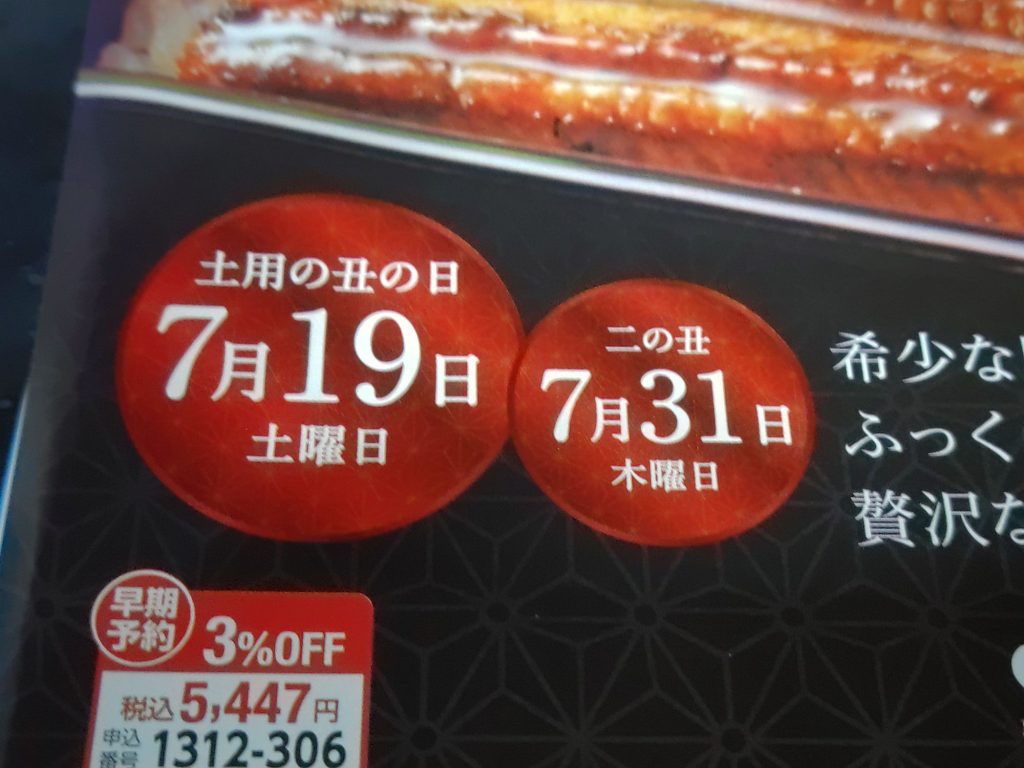 土用の丑の日
7月19日
土曜日
二の丑
7月31日
木曜日
希少な
ふっく
贅沢な
早期
予約
3%OFF
税込5,447円
申込
番号
1312-306